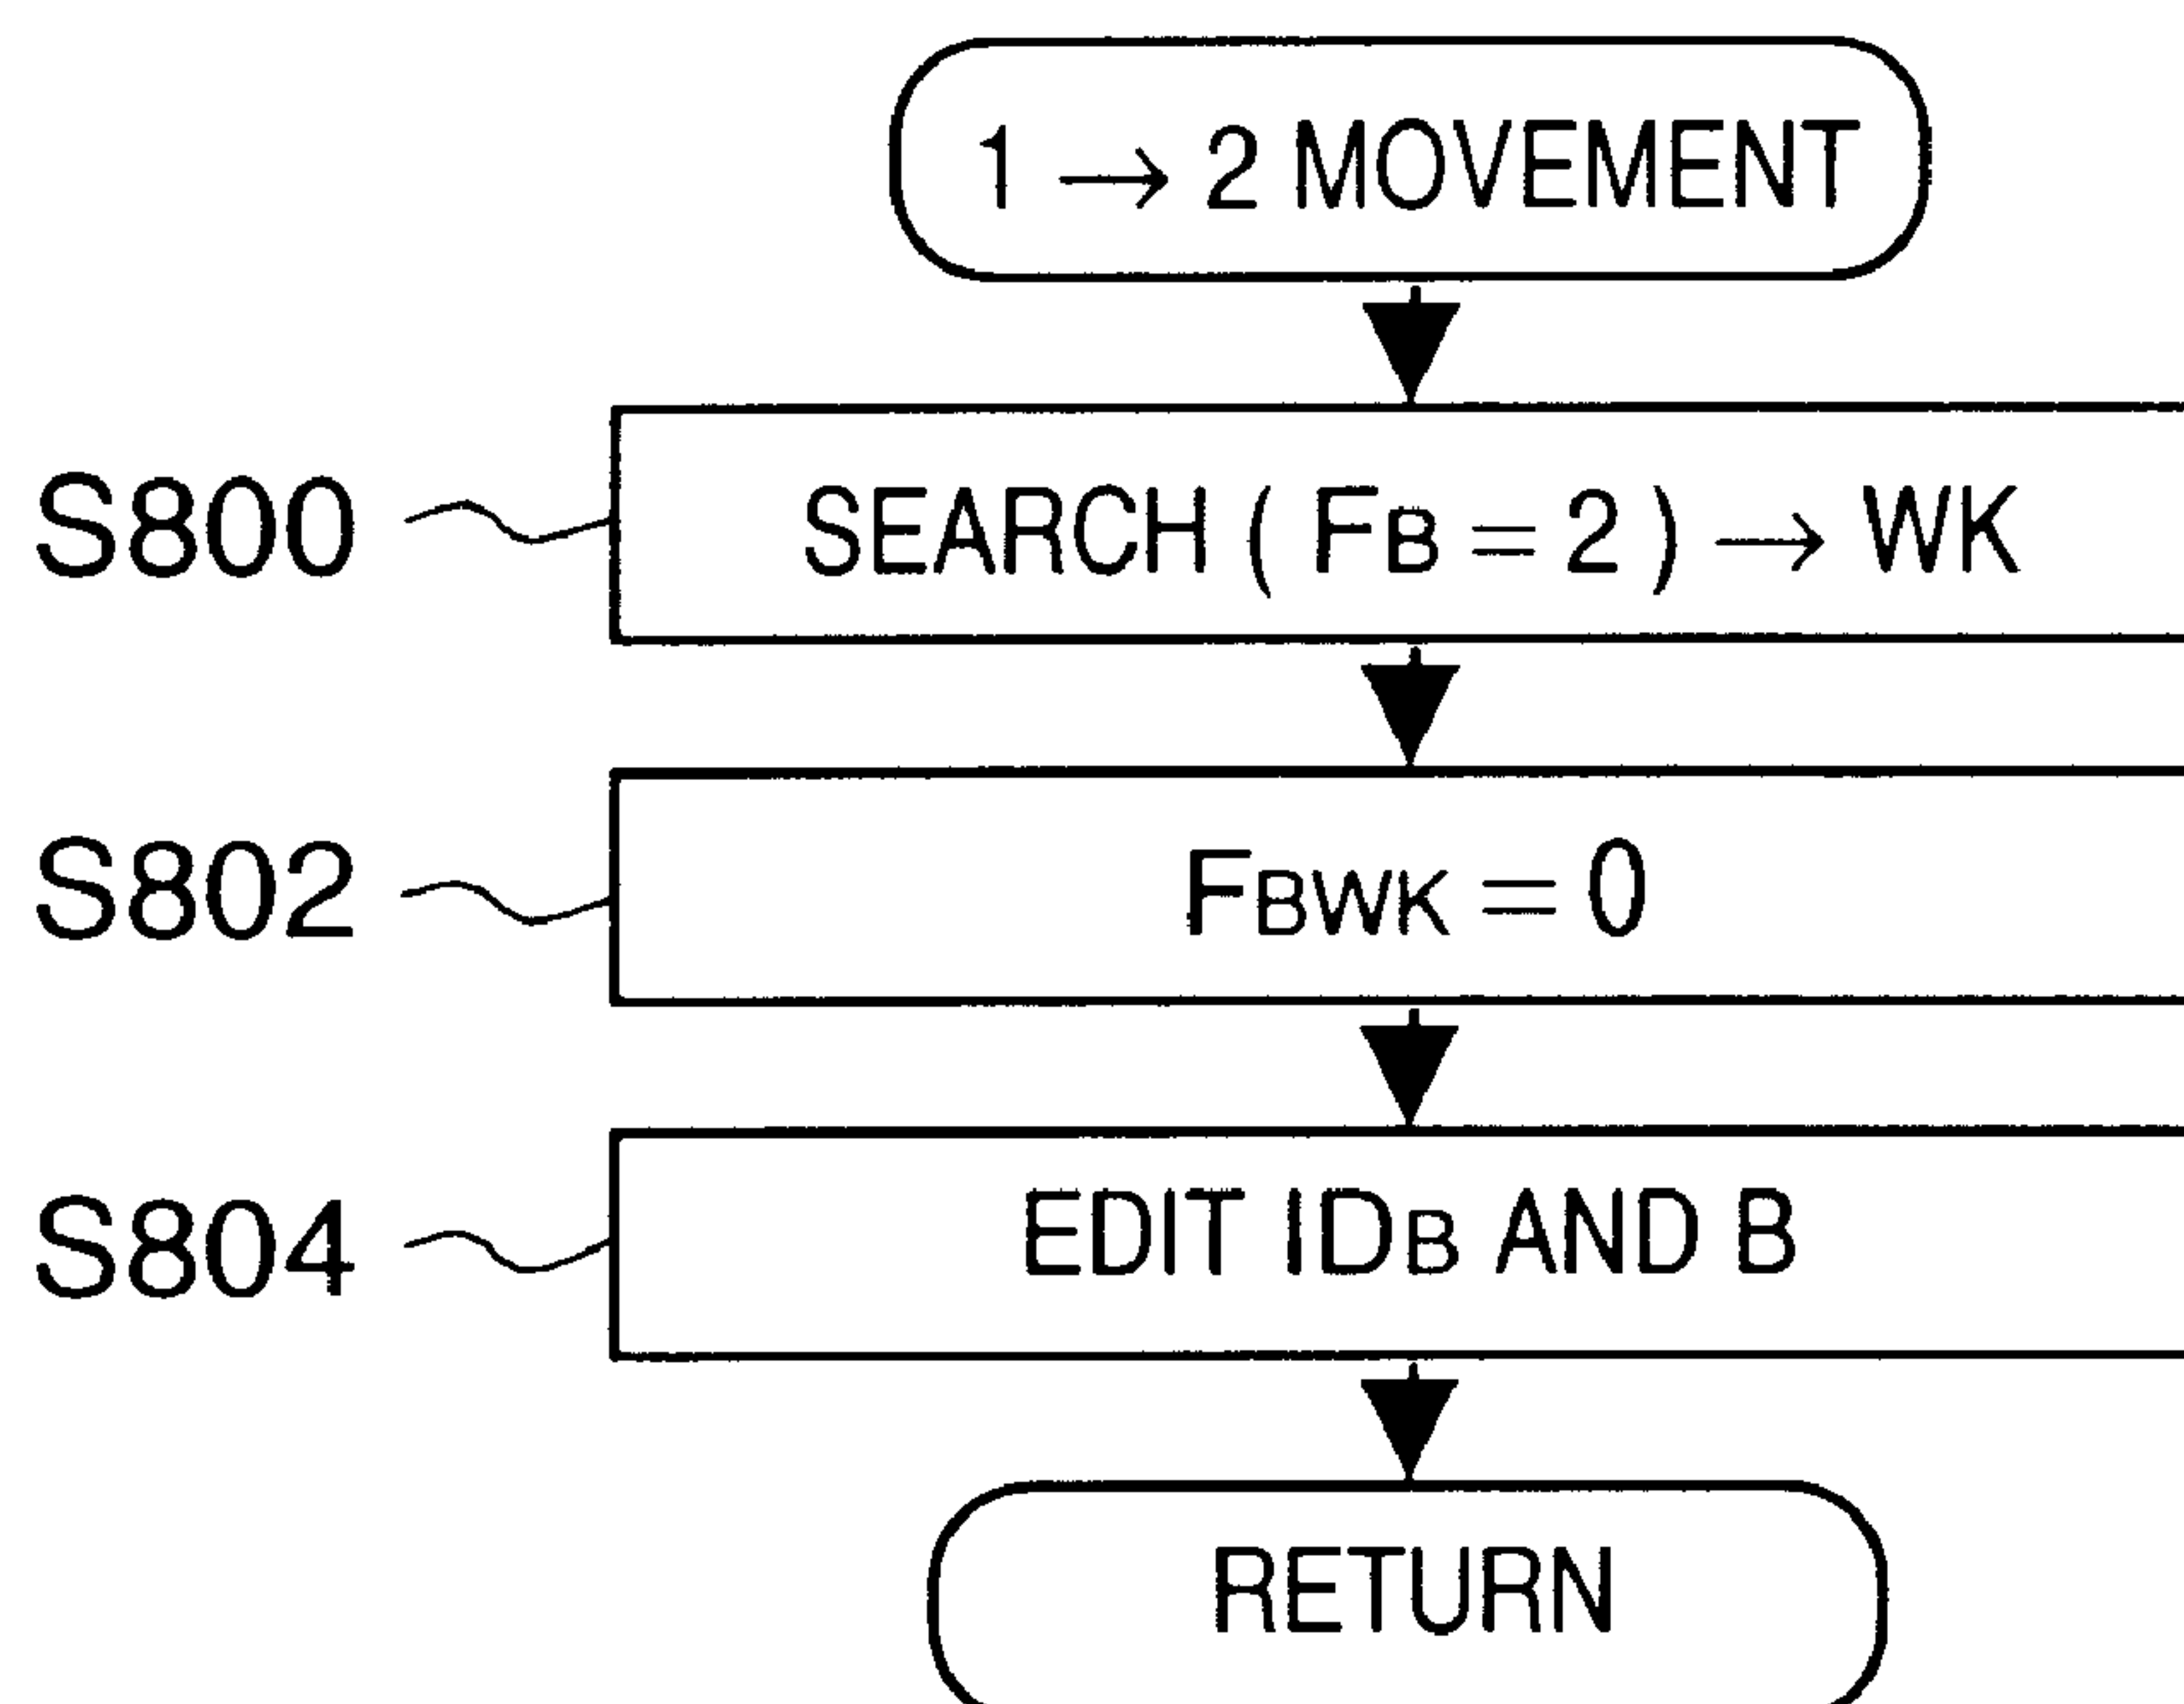 1 → 2 MOVEMENT
S800 SEARCH ( FB = 2 ) → WK
S802 FBWK = 0
S804 EDIT IDB AND B
RETURN